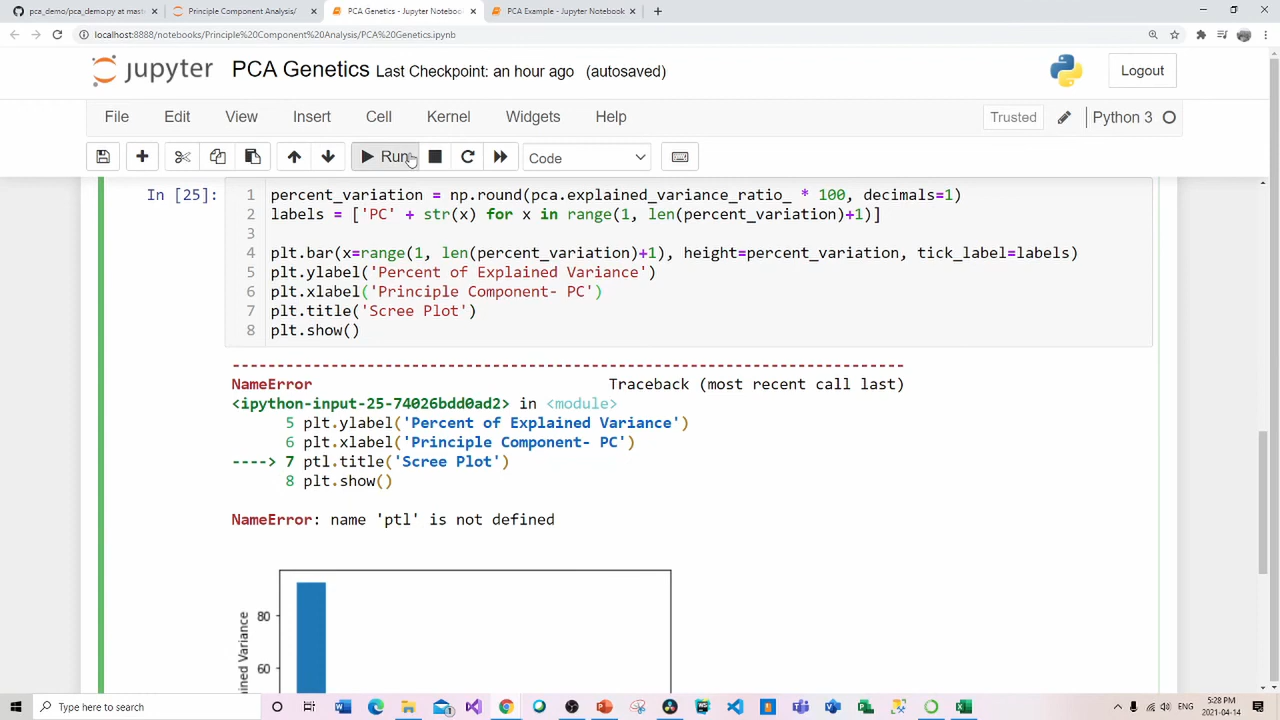 pca_demo/pca_demo.py at mast
Principle Component Analysis/
PCA Genetics - Jupyter Notebook
PCA Example - Jupyter Notebook
localhost:8888/notebooks/Principle%20Component%20Analysis/PCA%20Genetics.ipynb
jupyter PCA Genetics Last Checkpoint: an hour ago (autosaved)
Logout
File Edit View Insert Cell Kernel Widgets Help
Trusted
Python 3
Run
Code
In [25]:
1 percent_variation = np.round(pca.explained_variance_ratio_ * 100, decimals=1)
2 labels = ['PC' + str(x) for x in range(1, len(percent_variation)+1)]
3
4 plt.bar(x=range(1, len(percent_variation)+1), height=percent_variation, tick_label=labels)
5 plt.ylabel('Percent of Explained Variance')
6 plt.xlabel('Principle Component- PC')
7 plt.title('Scree Plot')
8 plt.show()
---------------------------------------------------------------------------
NameError Traceback (most recent call last)
<ipython-input-25-74026bdd0ad2> in <module>
5 plt.ylabel('Percent of Explained Variance')
6 plt.xlabel('Principle Component- PC')
----> 7 ptl.title('Scree Plot')
8 plt.show()
NameError: name 'ptl' is not defined
80
60
ined Variance
Type here to search
ENG
5:28 PM
2021-04-14